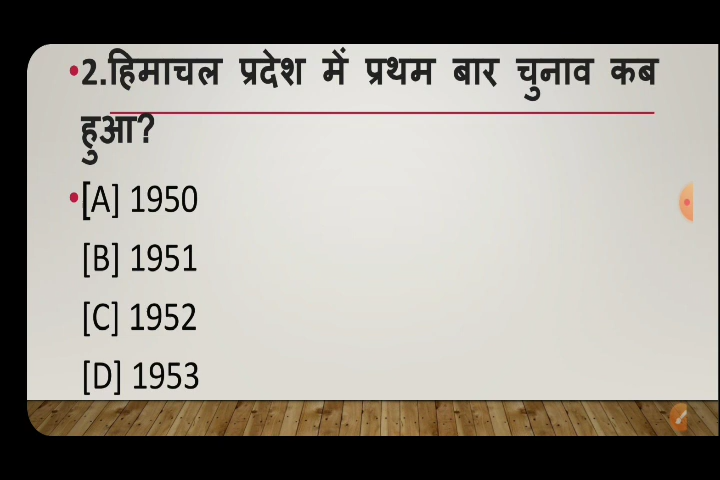 •2.हिमाचल प्रदेश में प्रथम बार चुनाव कब
हुआ?
•[A] 1950
[B] 1951
[C] 1952
[D] 1953